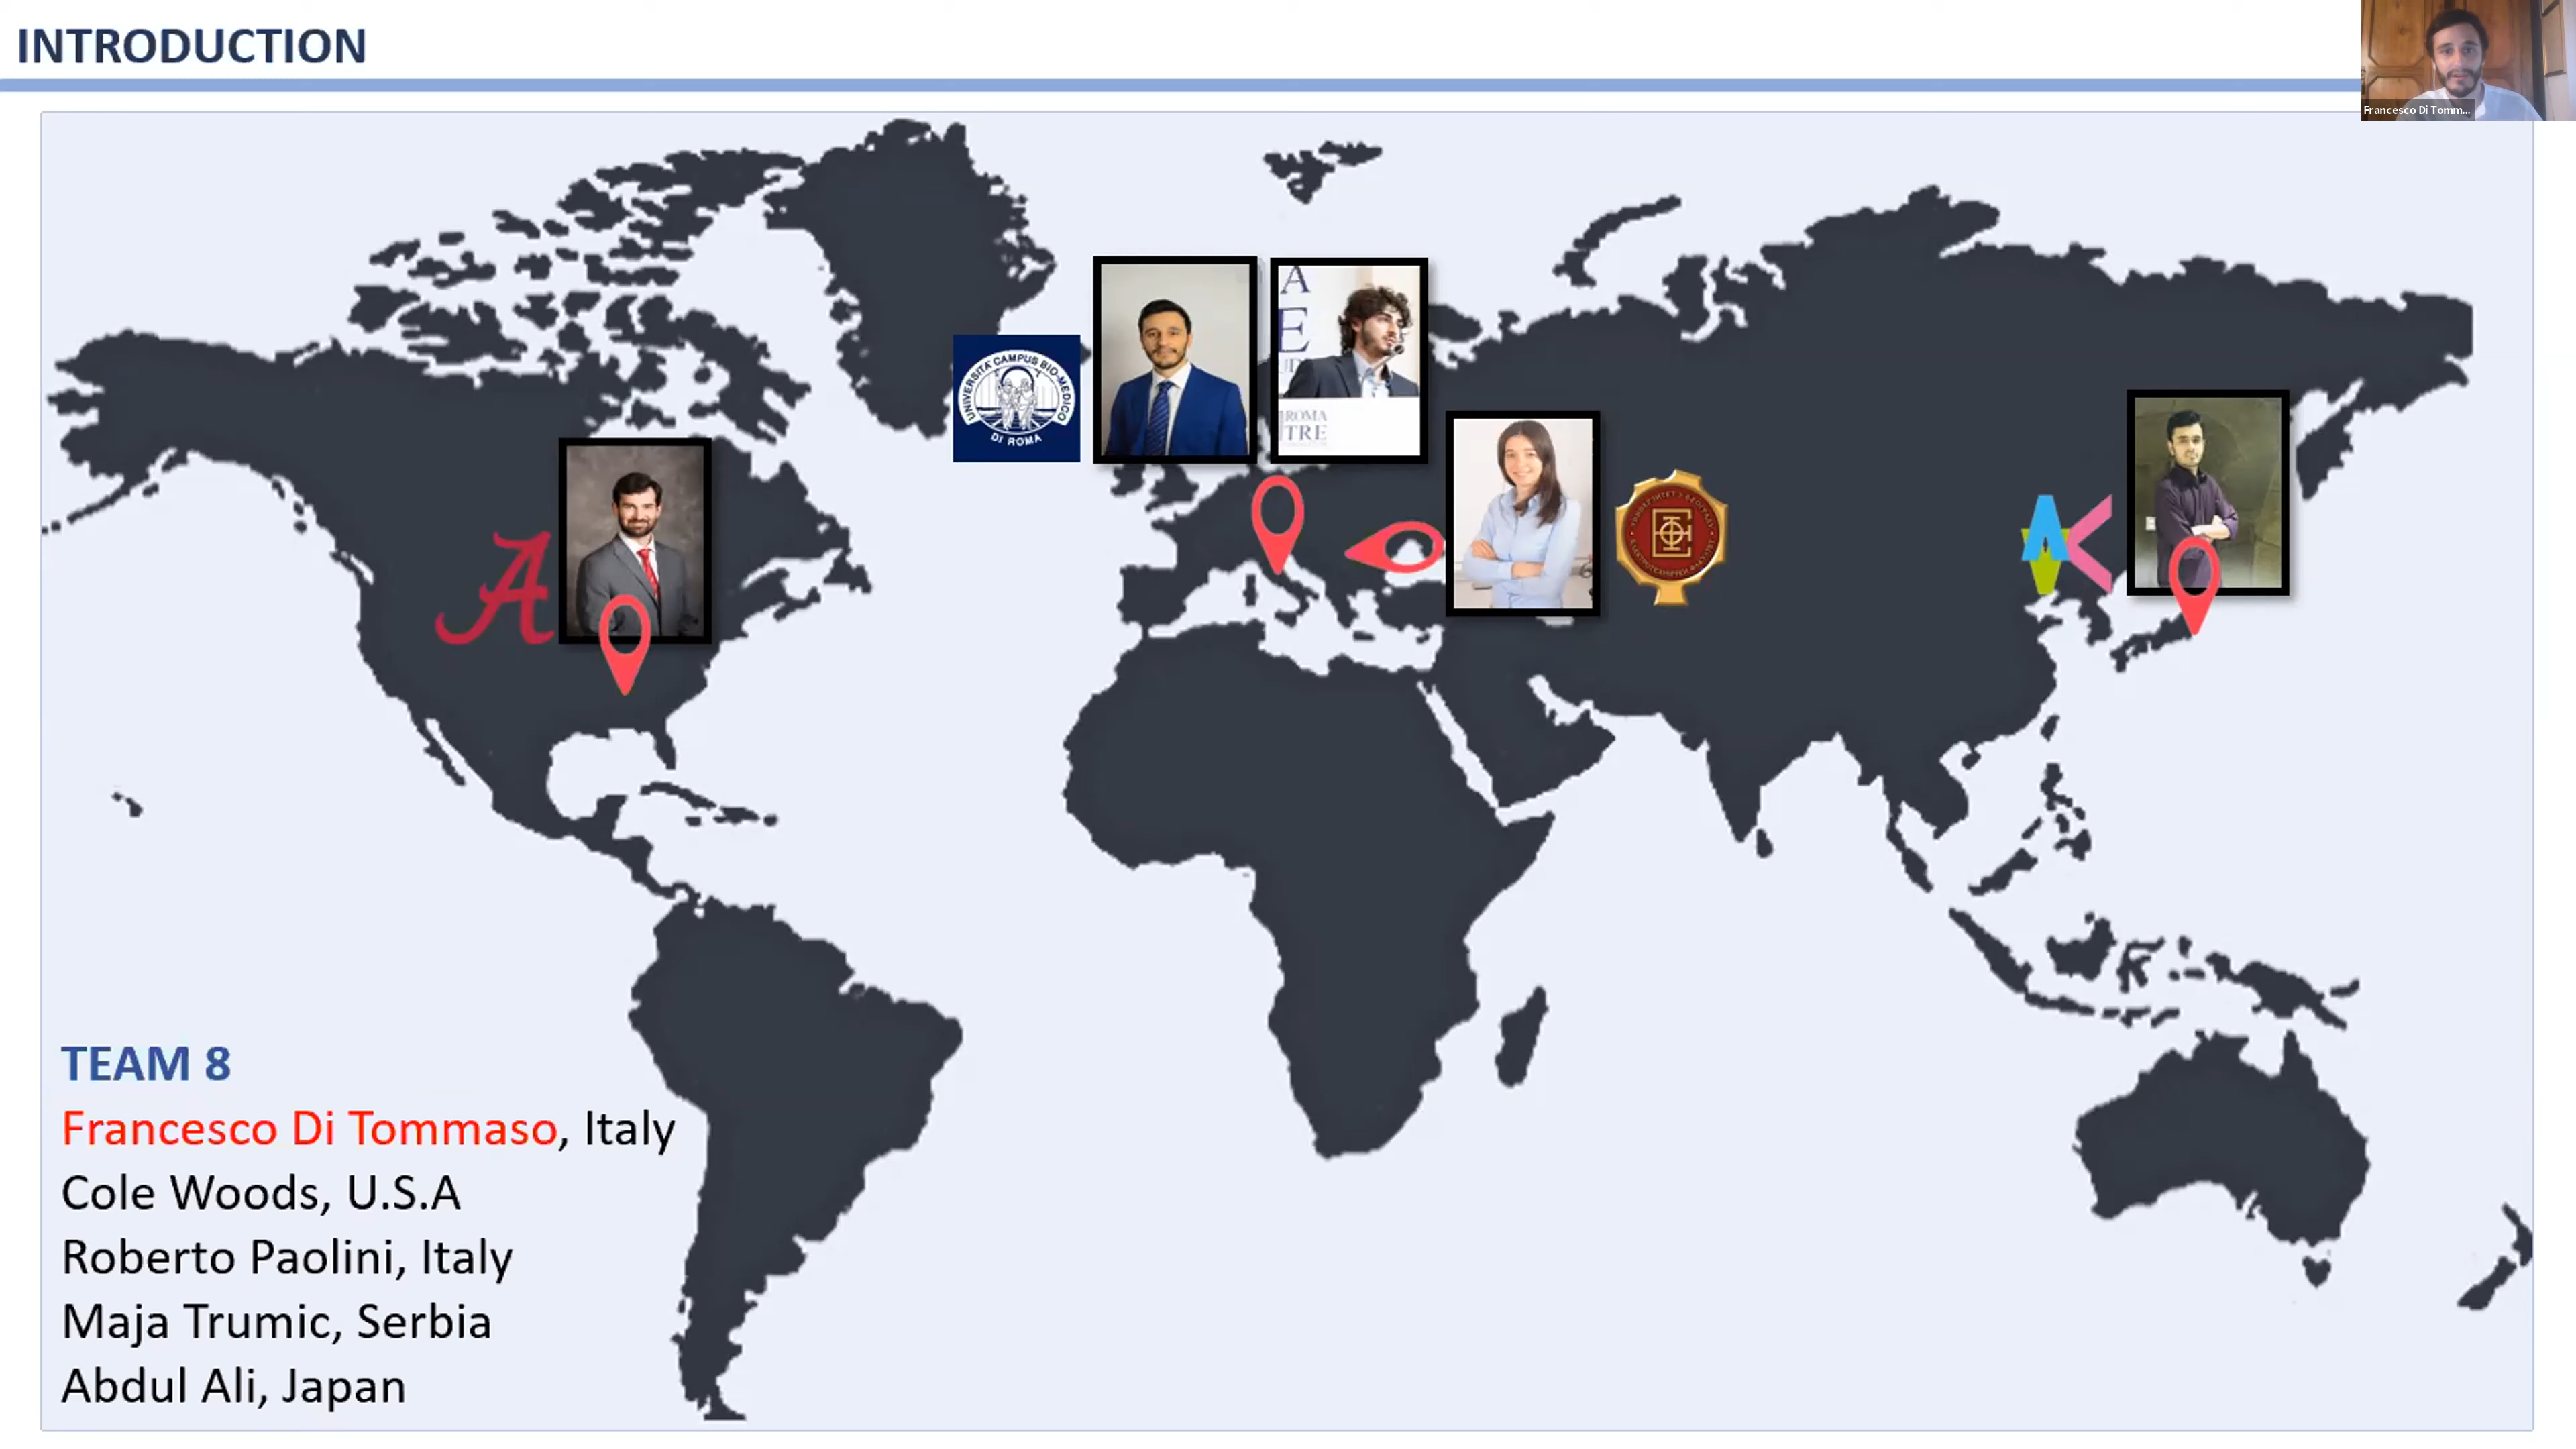 INTRODUCTION
Francesco Di Tomm...
UNIVERSITA' CAMPUS BIO-MEDICO
DI ROMA
A
E
ROMA
TRE
A
TEAM 8
Francesco Di Tommaso, Italy
Cole Woods, U.S.A
Roberto Paolini, Italy
Maja Trumic, Serbia
Abdul Ali, Japan